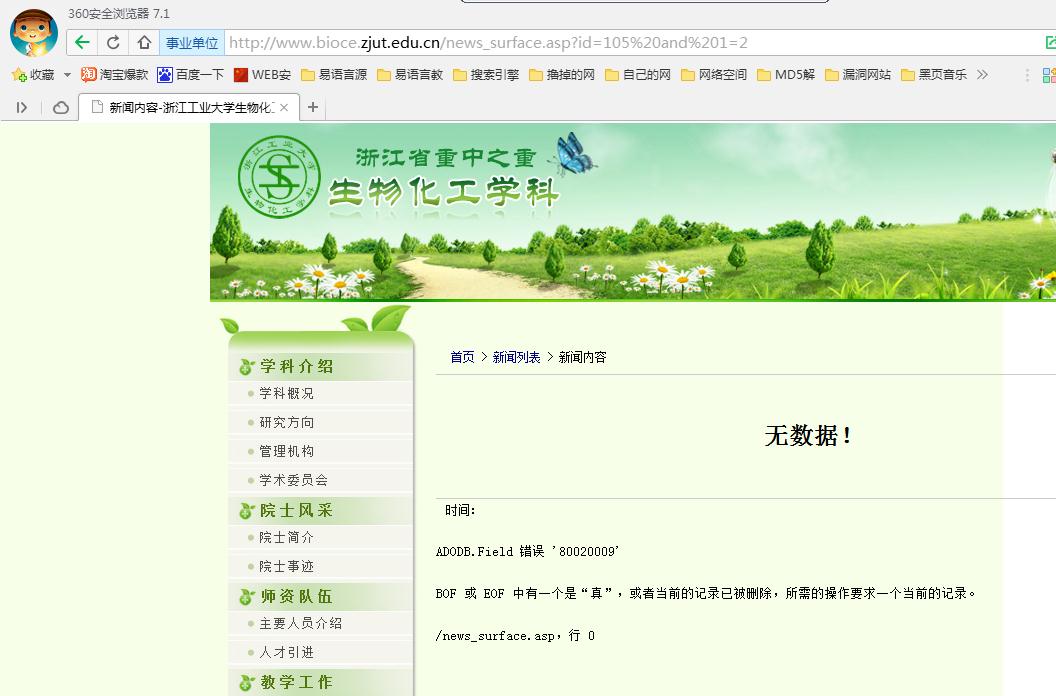 360安全浏览器 7.1
事业单位 http://www.bioce.zjut.edu.cn/news_surface.asp?id=105%20and%201=2
收藏 淘宝爆款 百度一下 WEB安 易语言源 易语言教 搜索引擎 撸掉的网 自己的网 网络空间 MD5解 漏洞网站 黑页音乐
新闻内容-浙江工业大学生物化工
浙江工业大学
生物化工学科
浙江省重中之重
生物化工学科
首页 > 新闻列表 > 新闻内容
无数据！
时间：
ADODB.Field 错误 '80020009'
BOF 或 EOF 中有一个是“真”，或者当前的记录已被删除，所需的操作要求一个当前的记录。
/news_surface.asp，行 0
学科介绍
学科概况
研究方向
管理机构
学术委员会
院士风采
院士简介
院士事迹
师资队伍
主要人员介绍
人才引进
教学工作